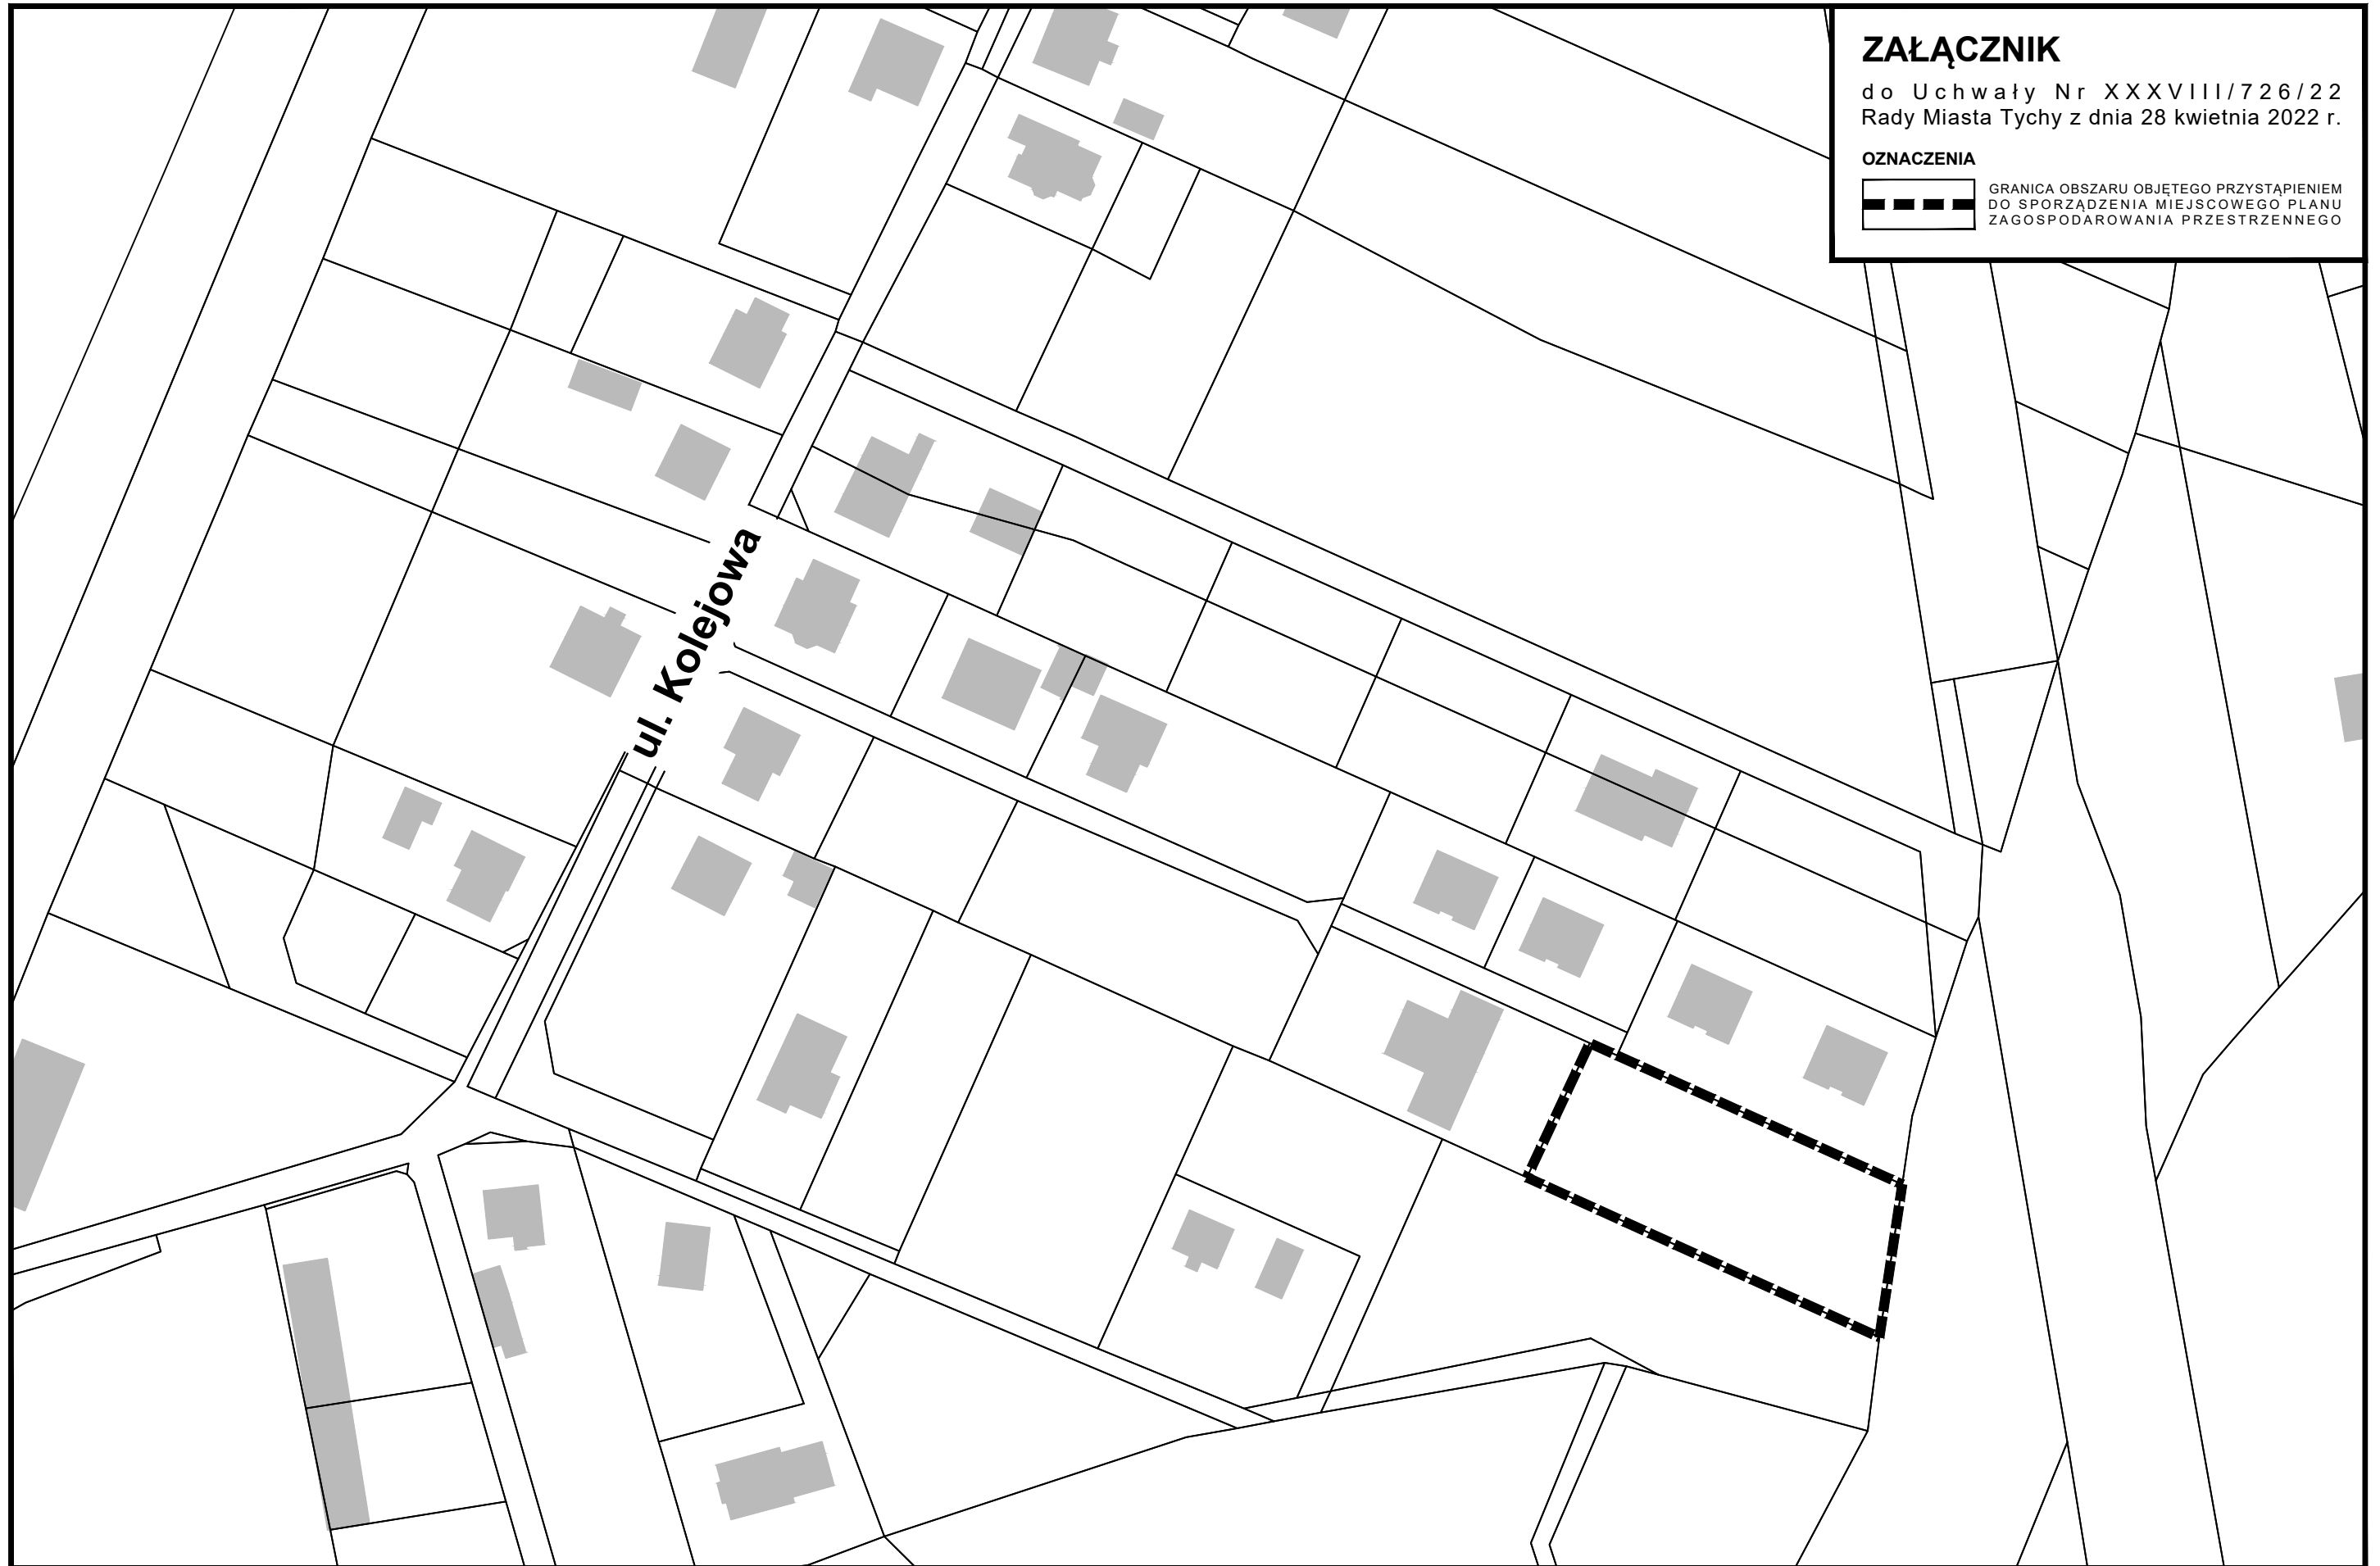 ZAŁĄCZNIK
do Uchwały Nr XXXVIII/726/22
Rady Miasta Tychy z dnia 28 kwietnia 2022 r.
OZNACZENIA
GRANICA OBSZARU OBJĘTEGO PRZYSTĄPIENIEM
DO SPORZĄDZENIA MIEJSCOWEGO PLANU
ZAGOSPODAROWANIA PRZESTRZENNEGO
ul. Kolejowa